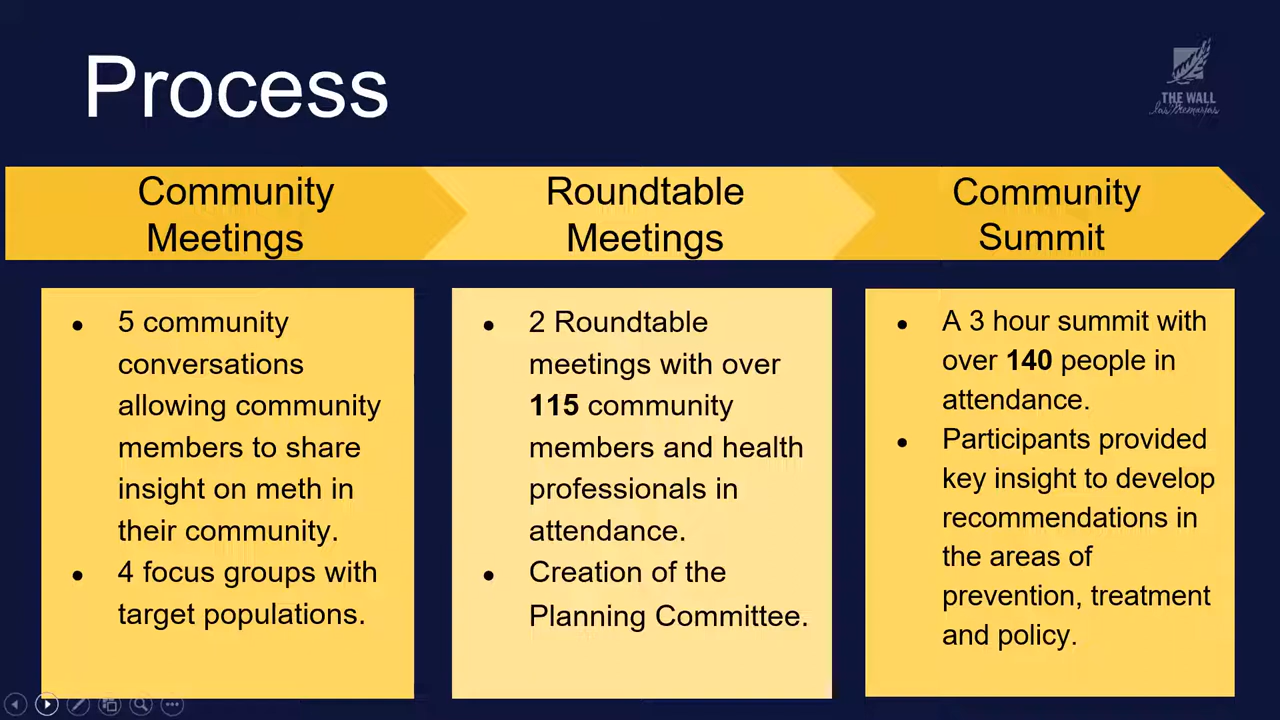 Process
THE WALL
las Memorias
Community
Meetings
Roundtable
Meetings
Community
Summit
● 5 community
conversations
allowing community
members to share
insight on meth in
their community.
● 4 focus groups with
target populations.
● 2 Roundtable
meetings with over
115 community
members and health
professionals in
attendance.
● Creation of the
Planning Committee.
● A 3 hour summit with
over 140 people in
attendance.
● Participants provided
key insight to develop
recommendations in
the areas of
prevention, treatment
and policy.